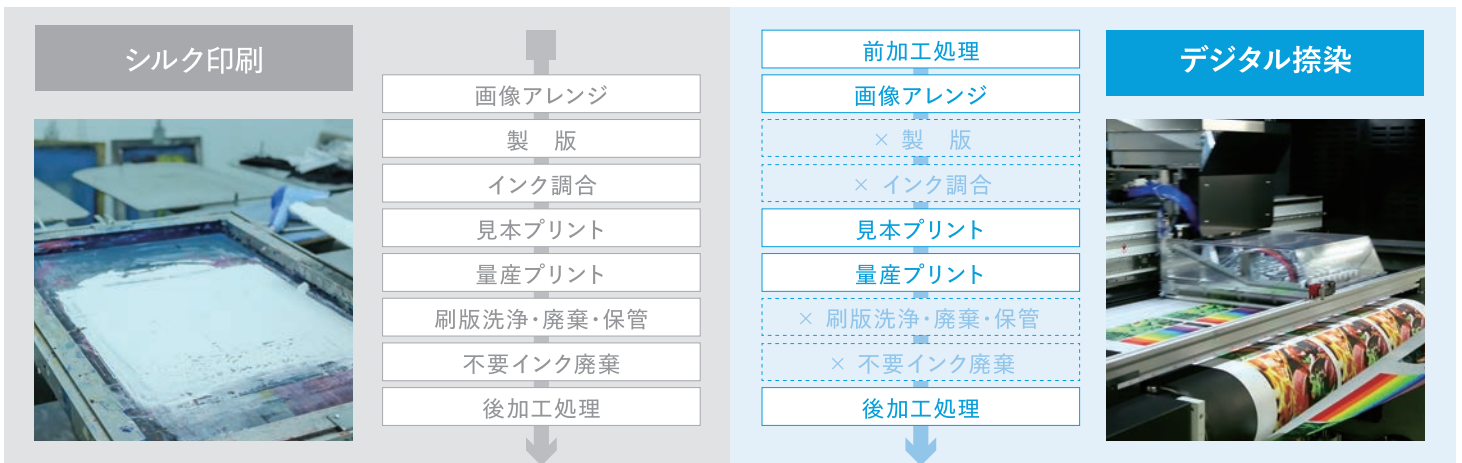 シルク印刷
画像アレンジ
製　版
インク調合
見本プリント
量産プリント
刷版洗浄・廃棄・保管
不要インク廃棄
後加工処理
前加工処理
画像アレンジ
× 製　版
× インク調合
見本プリント
量産プリント
× 刷版洗浄・廃棄・保管
× 不要インク廃棄
後加工処理
デジタル捺染